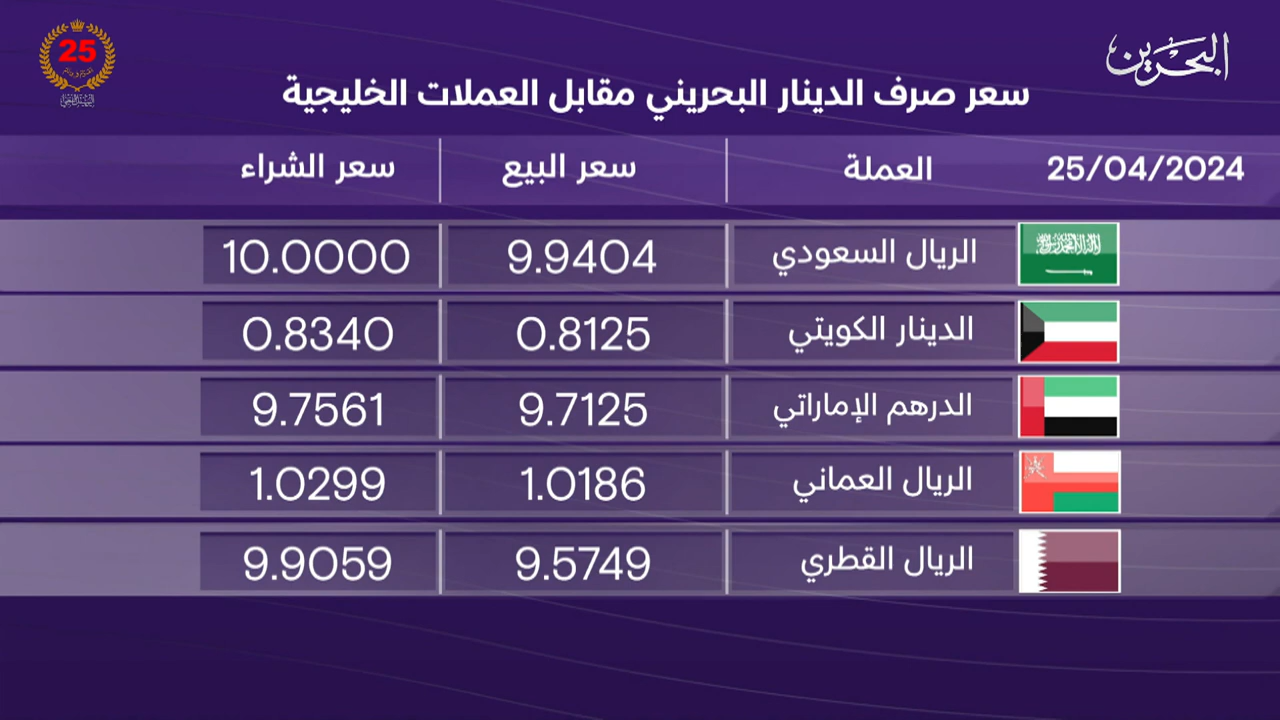 البحرين
25
سعر صرف الدينار البحريني مقابل العملات الخليجية
25/04/2024 العملة سعر البيع سعر الشراء
الريال السعودي 9.9404 10.0000
الدينار الكويتي 0.8125 0.8340
الدرهم الإماراتي 9.7125 9.7561
الريال العماني 1.0186 1.0299
الريال القطري 9.5749 9.9059